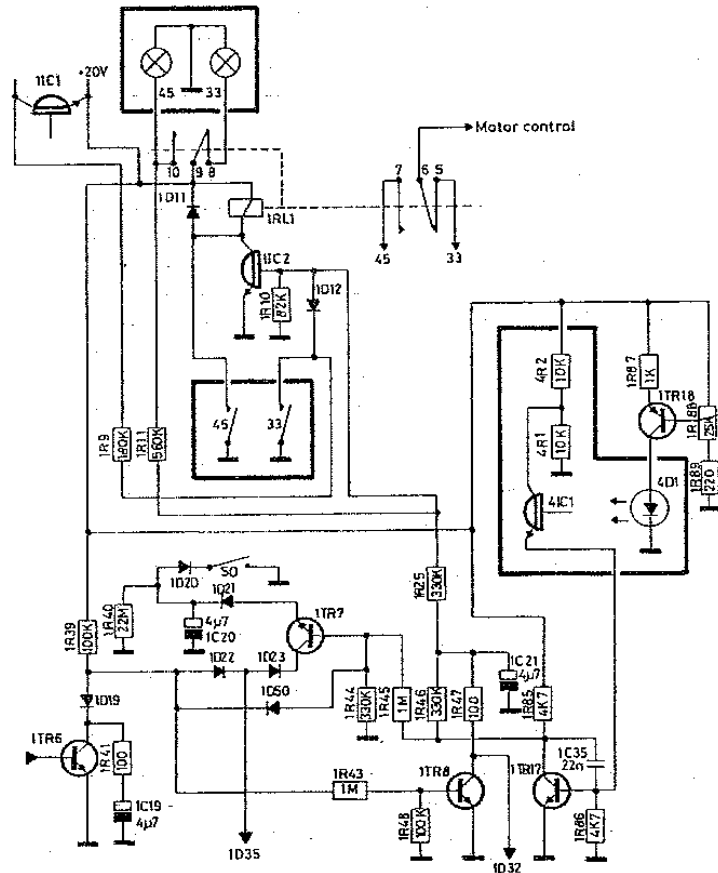 1IC1
+20V
45
33
Motor control
10
9
8
7
6
5
1D11
1RL1
45
33
1IC2
1R10
82K
1D12
4R2
10K
1R87
1K
1TR18
1R88
25K
45
33
1R9
180K
1R11
560K
4R1
10K
1R89
220
4D1
4IC1
1D20
SO
1R25
330K
1D21
1R40
22M
4µ7
1C20
1TR7
1R39
100K
1D22
1D23
1C21
4µ7
1D19
1D50
1R44
330K
1R45
1M
1R46
330K
1R47
100
1R85
4K7
1TR6
1R41
100
1C35
22n
1R43
1M
1TR8
1TR17
1C19
4µ7
1R48
100K
1R86
4K7
1D35
1D32